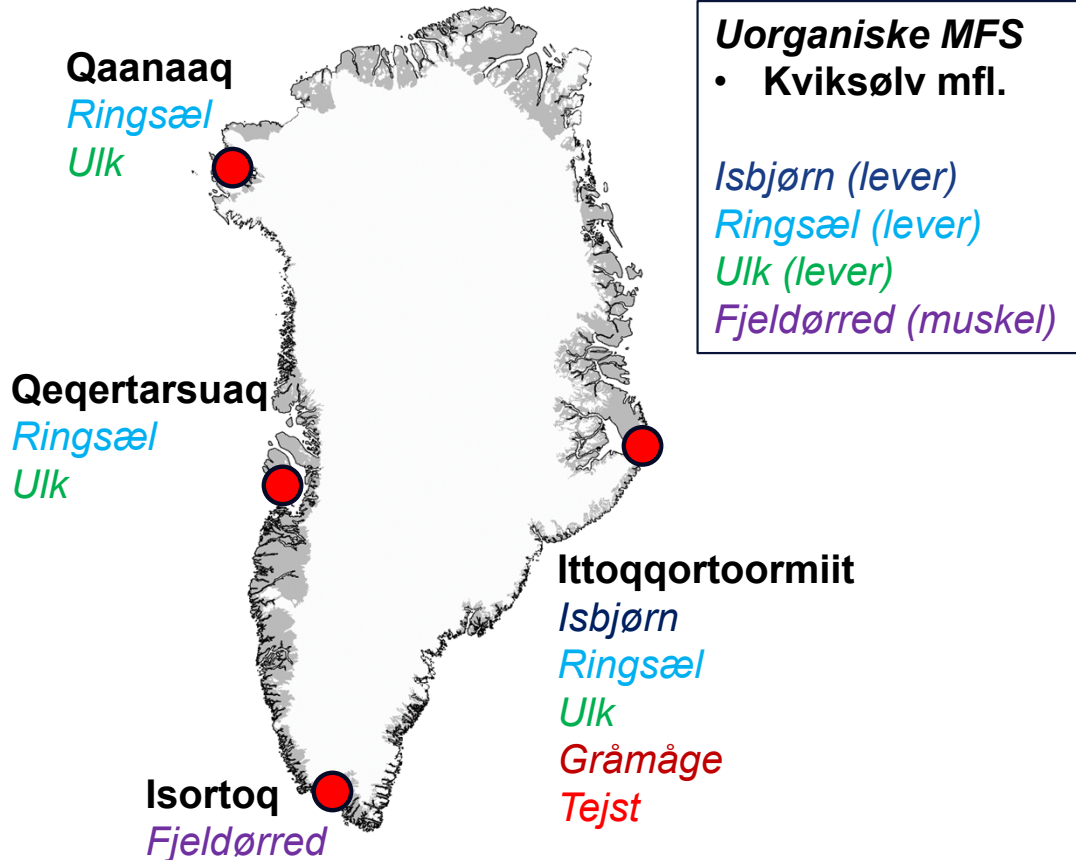 Qaanaaq
Ringsæl
Ulk
Uorganiske MFS
• Kviksølv mfl.
Isbjørn (lever)
Ringsæl (lever)
Ulk (lever)
Fjeldørred (muskel)
Qeqertarsuaq
Ringsæl
Ulk
Ittoqqortoormiit
Isbjørn
Ringsæl
Ulk
Gråmåge
Tejst
Isortoq
Fjeldørred